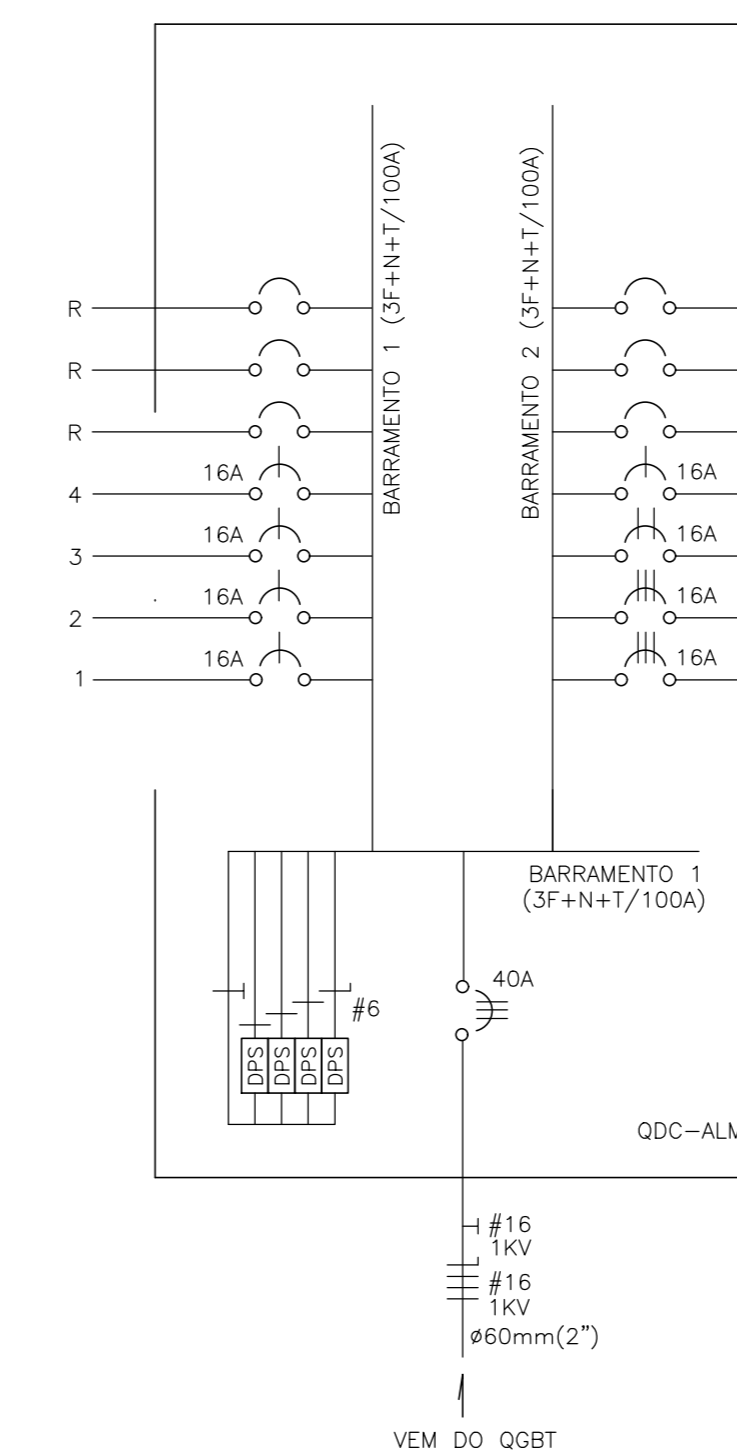 BARRAMENTO 1 (3F+N+T/100A)
BARRAMENTO 2 (3F+N+T/100A)
R
R
R
4 16A
16A
3 16A
16A
2 16A
16A
1 16A
16A
BARRAMENTO 1
(3F+N+T/100A)
40A
#6
DPS
DPS
DPS
DPS
QDC-ALM
#16
1KV
#16
1KV
ø60mm(2")
VEM DO QGBT